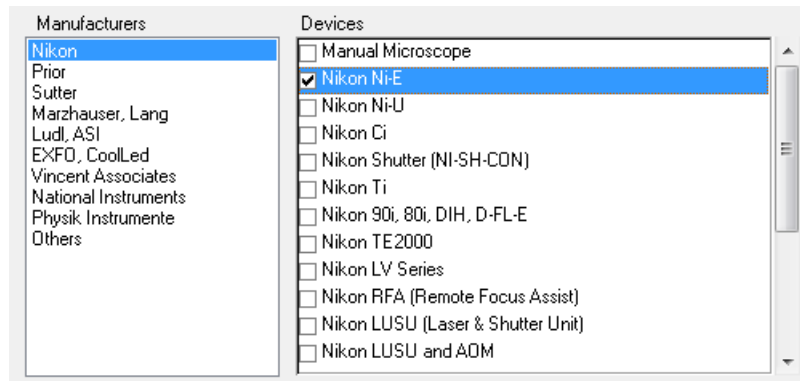 Manufacturers
Nikon
Prior
Sutter
Marzhauser, Lang
Ludl, ASI
EXFO, CoolLed
Vincent Associates
National Instruments
Physik Instrumente
Others
Devices
Manual Microscope
Nikon Ni-E
Nikon Ni-U
Nikon Ci
Nikon Shutter (NI-SH-CON)
Nikon Ti
Nikon 90i, 80i, DIH, D-FL-E
Nikon TE2000
Nikon LV Series
Nikon RFA (Remote Focus Assist)
Nikon LUSU (Laser & Shutter Unit)
Nikon LUSU and AOM